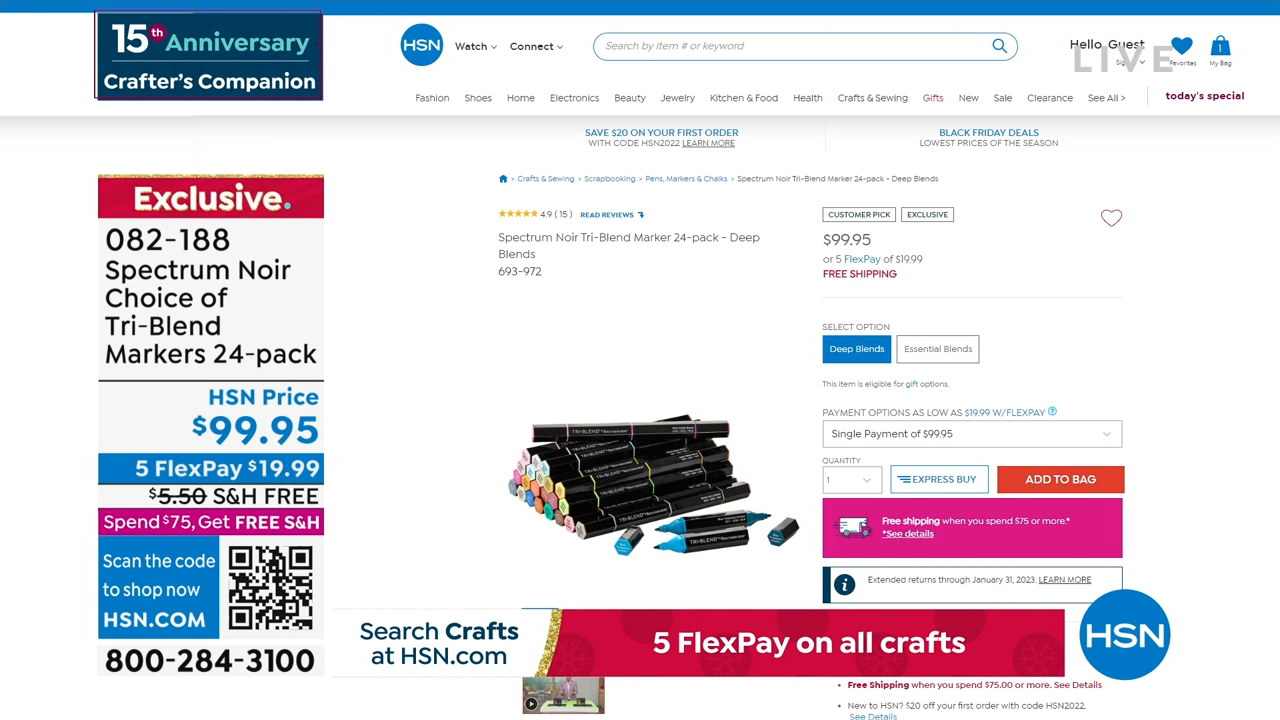 15th Anniversary
Crafter's Companion
HSN
Watch
Connect
Search by item # or keyword
Hello, Guest
LIVE
Favorites
1
My Bag
Fashion Shoes Home Electronics Beauty Jewelry Kitchen & Food Health Crafts & Sewing Gifts New Sale Clearance See All >
today's special
SAVE $20 ON YOUR FIRST ORDER
WITH CODE HSN2022 LEARN MORE
BLACK FRIDAY DEALS
LOWEST PRICES OF THE SEASON
> Crafts & Sewing > Scrapbooking > Pens, Markers & Chalks > Spectrum Noir Tri-Blend Marker 24-pack - Deep Blends
4.9 ( 15 ) READ REVIEWS
Spectrum Noir Tri-Blend Marker 24-pack - Deep
Blends
693-972
CUSTOMER PICK
EXCLUSIVE
$99.95
or 5 FlexPay of $19.99
FREE SHIPPING
SELECT OPTION
Deep Blends
Essential Blends
This item is eligible for gift options.
PAYMENT OPTIONS AS LOW AS $19.99 W/FLEXPAY ?
Single Payment of $99.95
QUANTITY
1
EXPRESS BUY
ADD TO BAG
Free shipping when you spend $75 or more.*
*See details
Extended returns through January 31, 2023. LEARN MORE
Exclusive.
082-188
Spectrum Noir
Choice of
Tri-Blend
Markers 24-pack
HSN Price
$99.95
5 FlexPay $19.99
$5.50 S&H FREE
Spend $75, Get FREE S&H
Scan the code
to shop now
HSN.COM
800-284-3100
TRI-BLEND
TRI-BLEND
Search Crafts
at HSN.com
5 FlexPay on all crafts
HSN
Free Shipping when you spend $75.00 or more. See Details
New to HSN? $20 off your first order with code HSN2022.
See Details